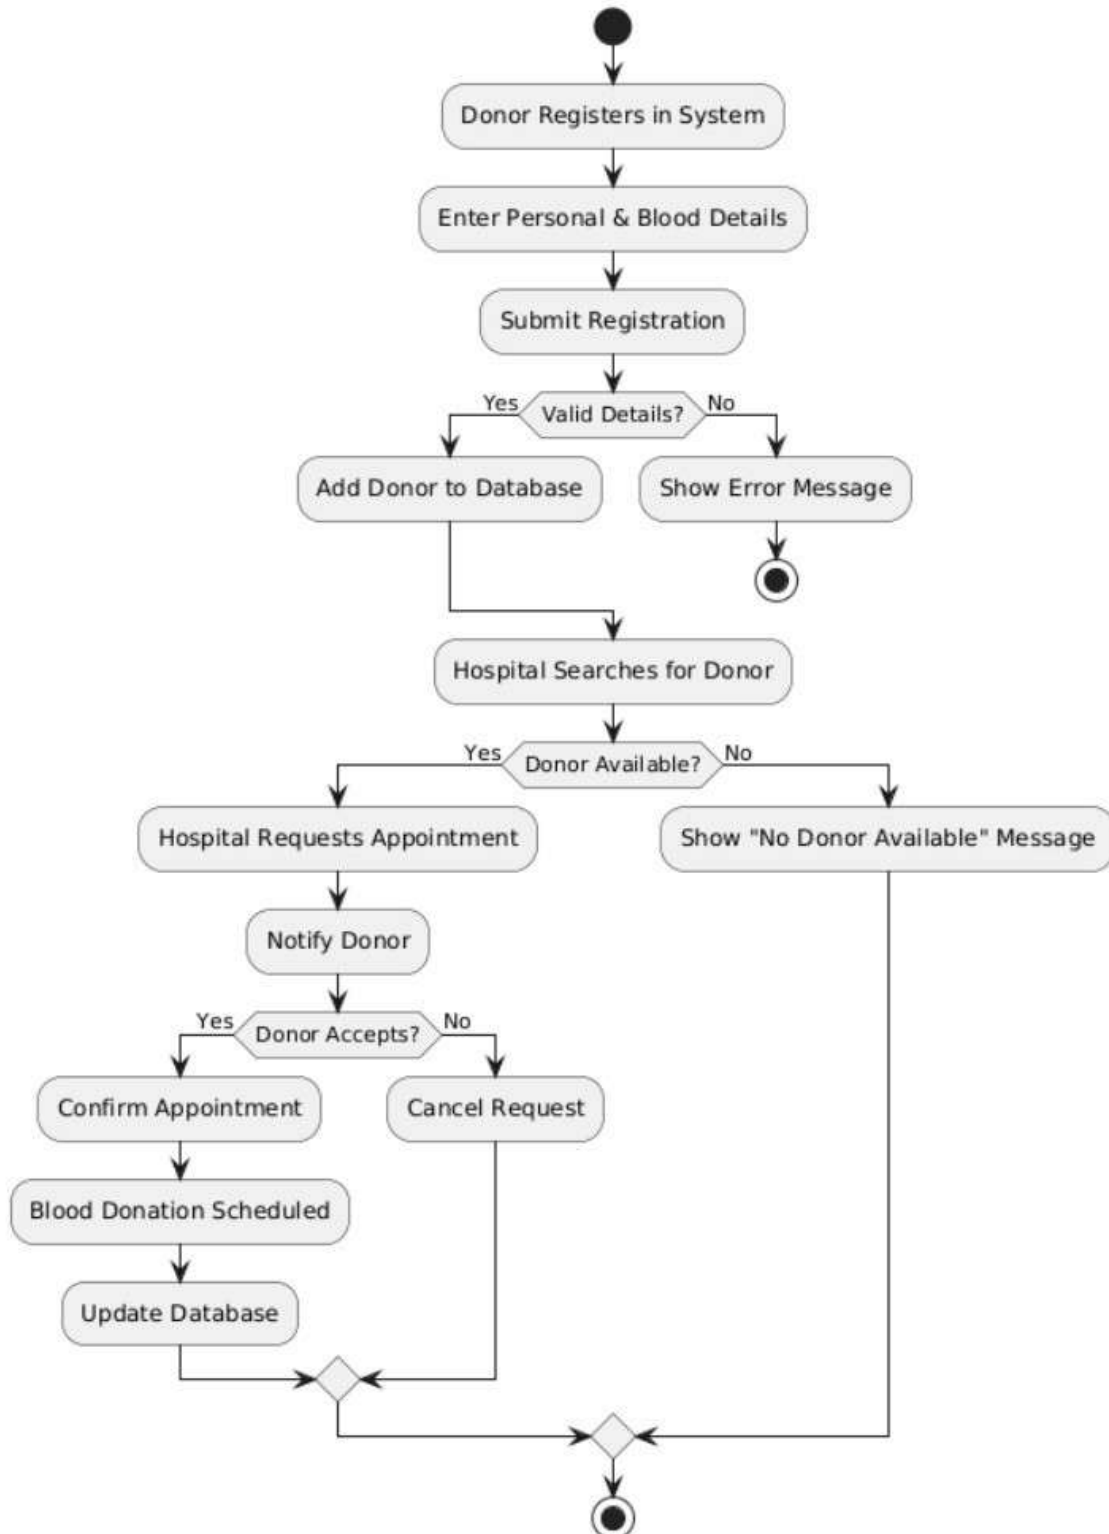 Donor Registers in System
Enter Personal & Blood Details
Submit Registration
Yes
Valid Details?
No
Add Donor to Database
Show Error Message
Hospital Searches for Donor
Yes
Donor Available?
No
Hospital Requests Appointment
Show "No Donor Available" Message
Notify Donor
Yes
Donor Accepts?
No
Confirm Appointment
Cancel Request
Blood Donation Scheduled
Update Database